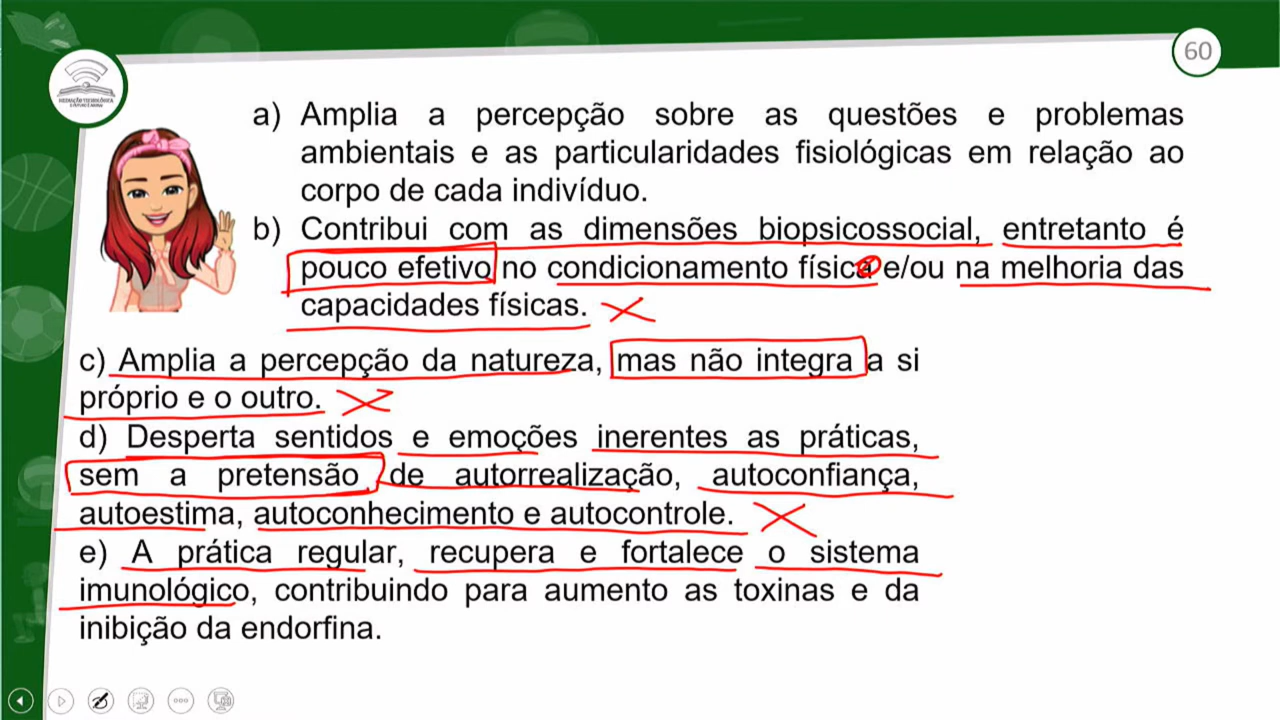 60
MEDIAÇÃO TECNOLÓGICA
a) Amplia a percepção sobre as questões e problemas
ambientais e as particularidades fisiológicas em relação ao
corpo de cada indivíduo.
b) Contribui com as dimensões biopsicossocial, entretanto é
pouco efetivo no condicionamento física e/ou na melhoria das
capacidades físicas.
c) Amplia a percepção da natureza, mas não integra a si
próprio e o outro.
d) Desperta sentidos e emoções inerentes as práticas,
sem a pretensão de autorrealização, autoconfiança,
autoestima, autoconhecimento e autocontrole.
e) A prática regular, recupera e fortalece o sistema
imunológico, contribuindo para aumento as toxinas e da
inibição da endorfina.